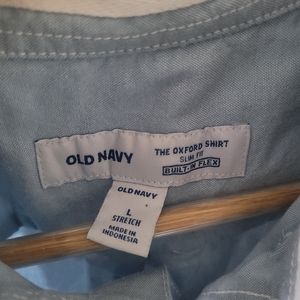 OLD NAVY
THE OXFORD SHIRT
SLIM FIT
BUILT-IN FLEX
OLD NAVY
L
STRETCH
MADE IN
INDONESIA